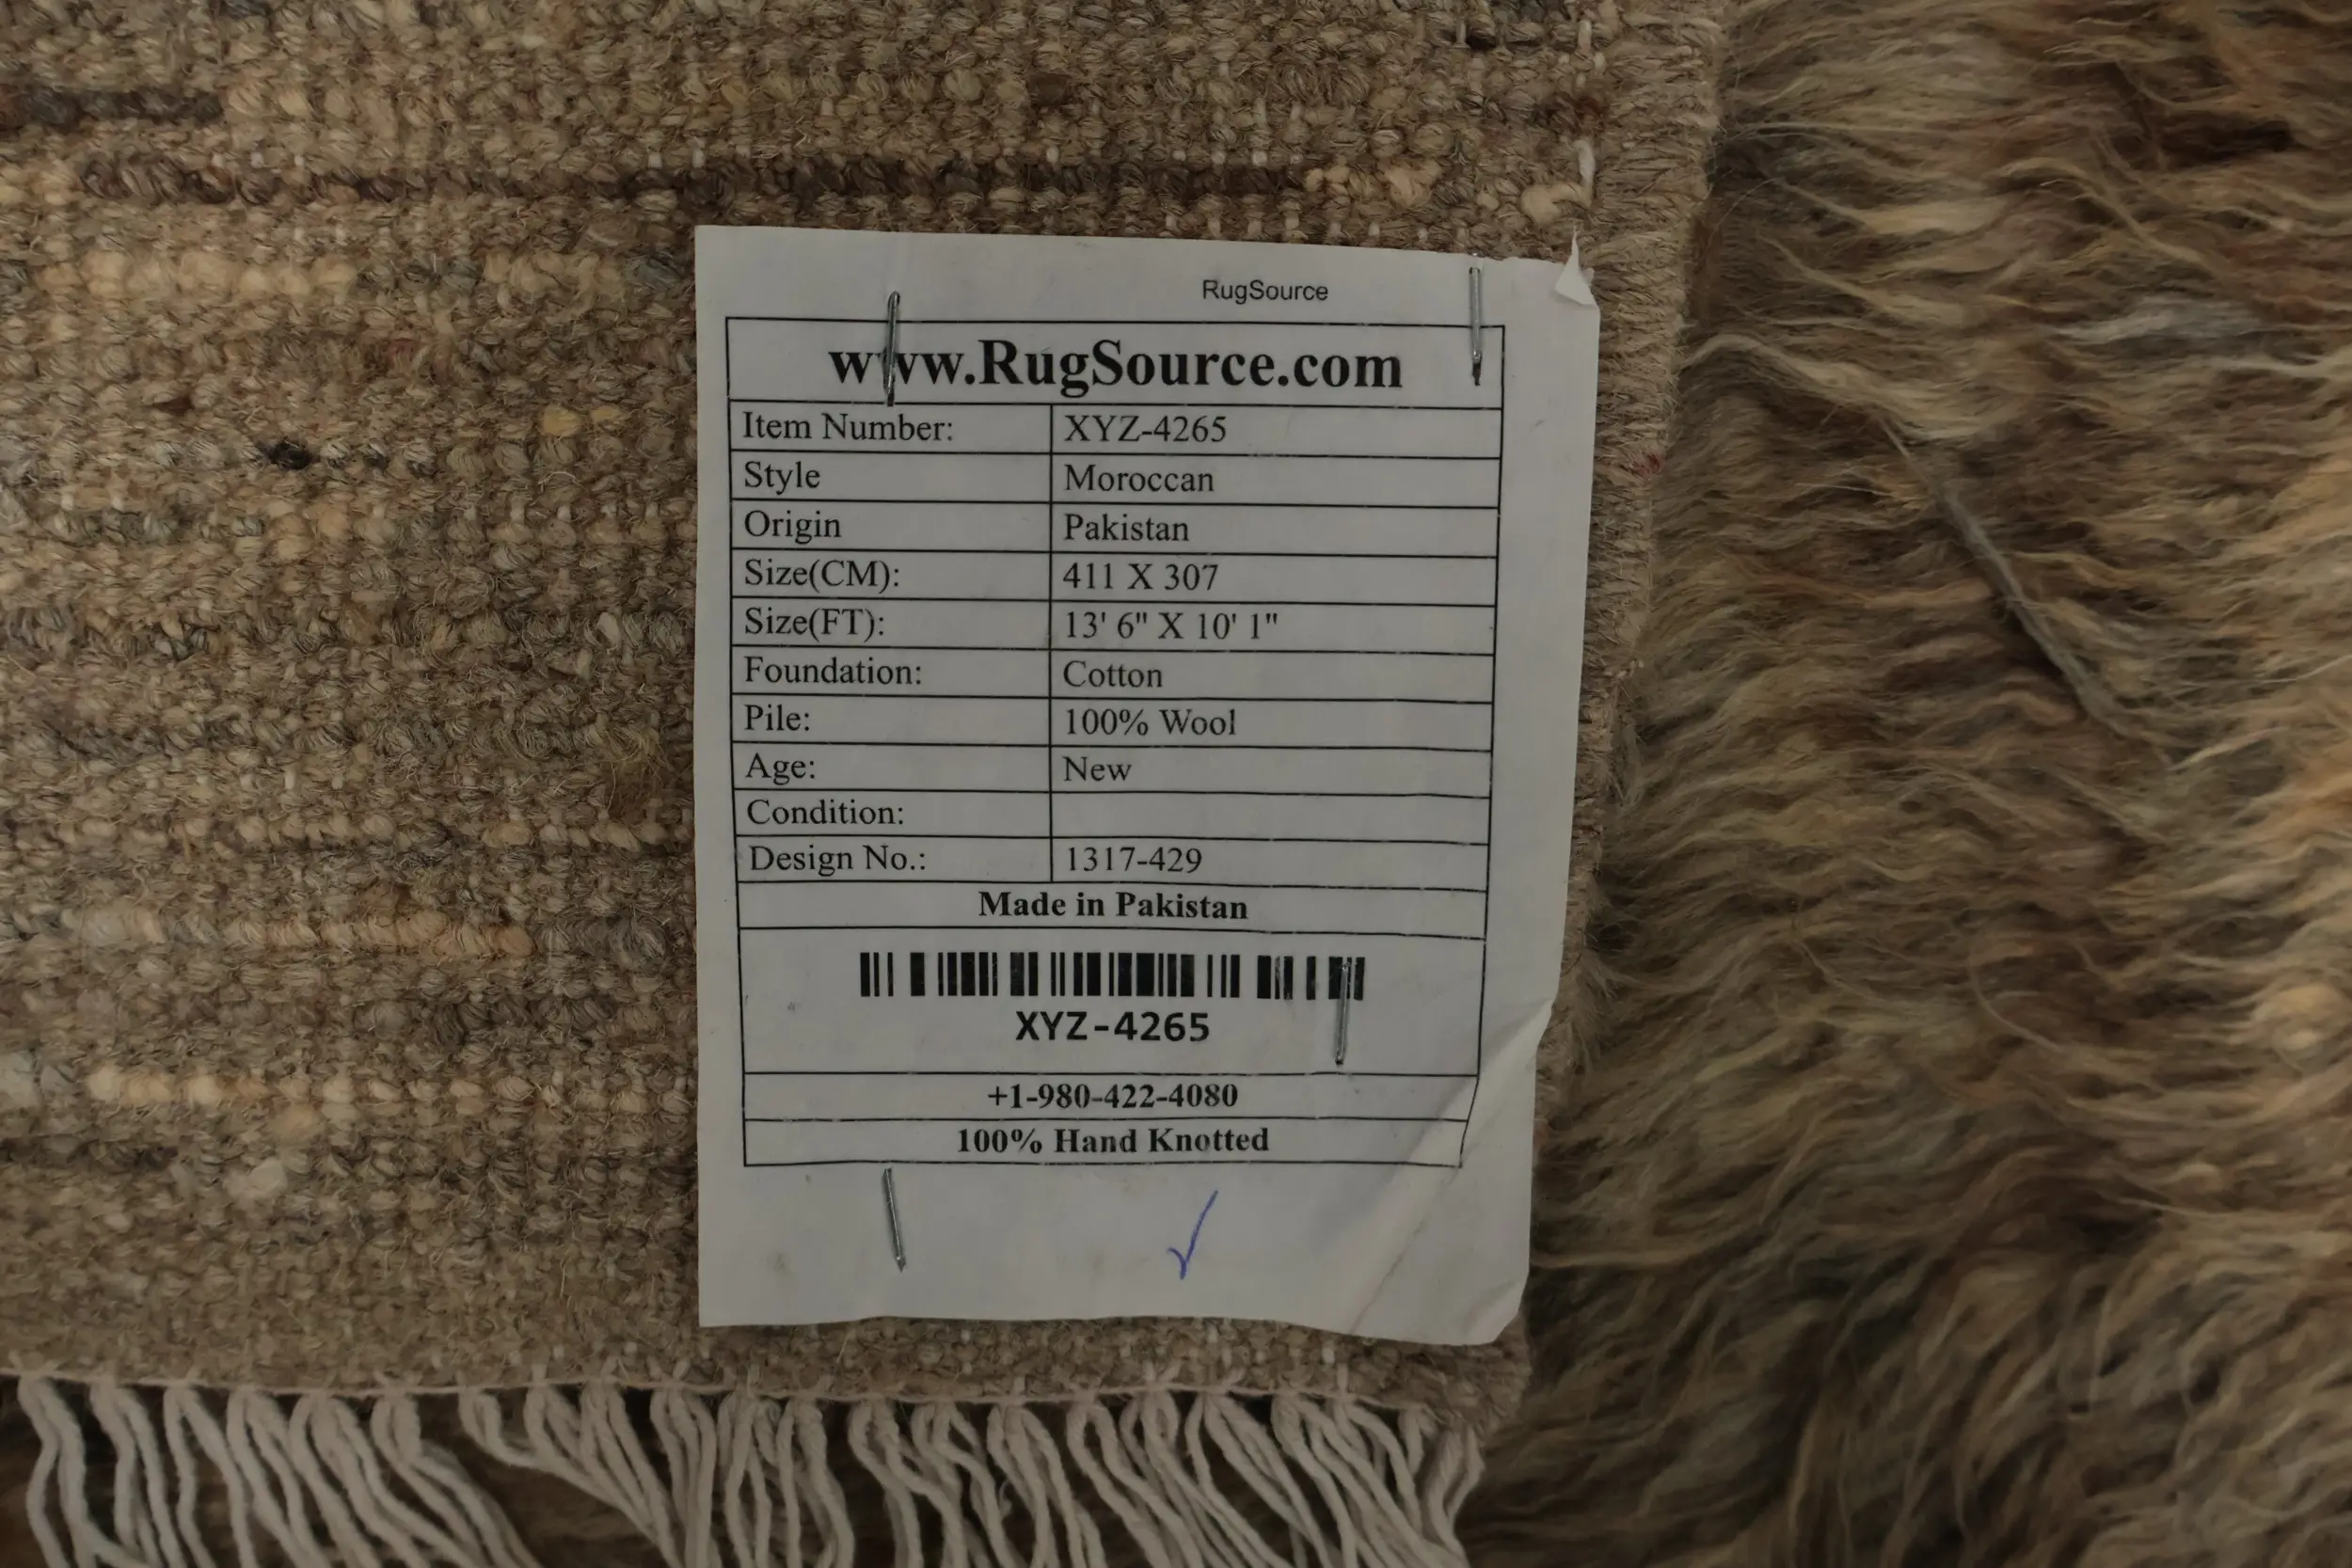 RugSource
www.RugSource.com
Item Number: XYZ-4265
Style Moroccan
Origin Pakistan
Size(CM): 411 X 307
Size(FT): 13' 6" X 10' 1"
Foundation: Cotton
Pile: 100% Wool
Age: New
Condition:
Design No.: 1317-429
Made in Pakistan
XYZ-4265
+1-980-422-4080
100% Hand Knotted